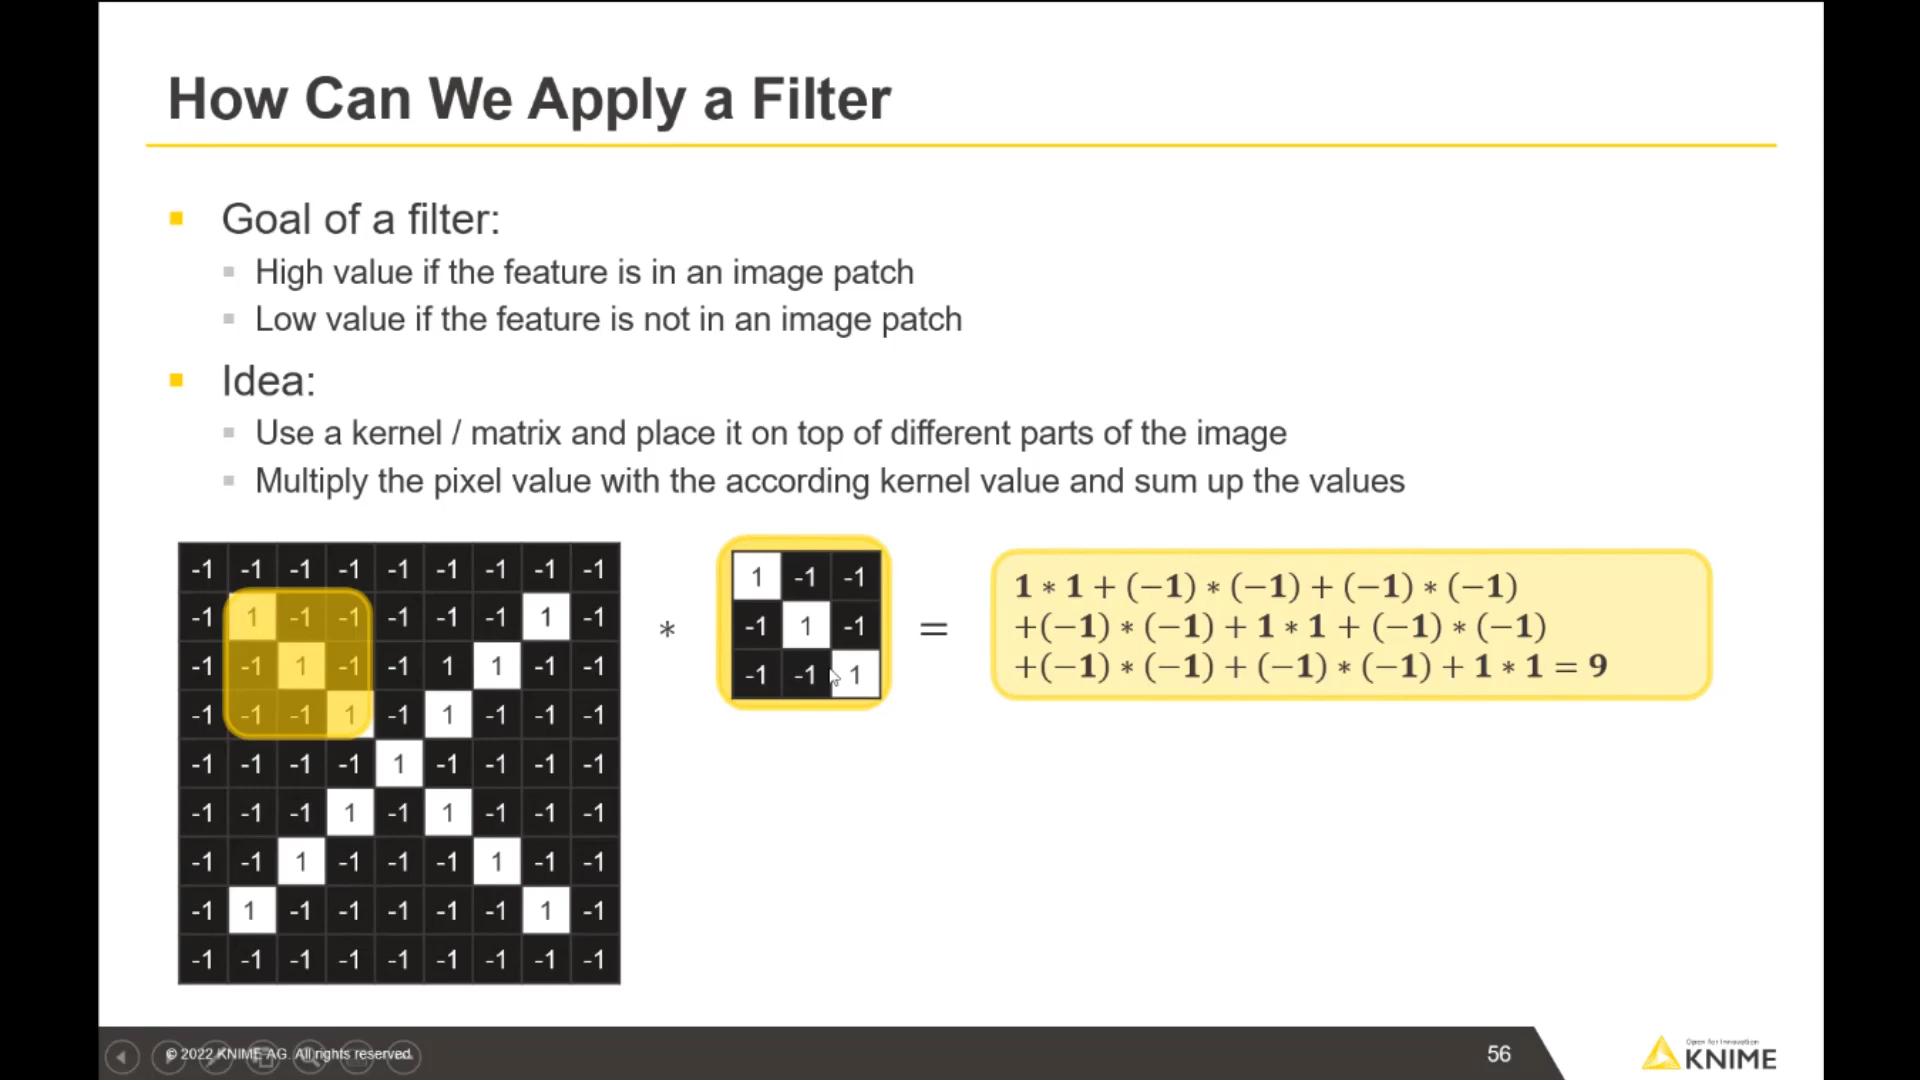 How Can We Apply a Filter
Goal of a filter:
High value if the feature is in an image patch
Low value if the feature is not in an image patch
Idea:
Use a kernel / matrix and place it on top of different parts of the image
Multiply the pixel value with the according kernel value and sum up the values
-1 -1 -1 -1 -1 -1 -1 -1 -1
-1 1 -1 -1 -1 -1 -1 1 -1
-1 -1 1 -1 -1 1 1 -1 -1
-1 -1 -1 1 -1 1 -1 -1 -1
-1 -1 -1 -1 1 -1 -1 -1 -1
-1 -1 -1 1 -1 1 -1 -1 -1
-1 -1 1 -1 -1 -1 1 -1 -1
-1 1 -1 -1 -1 -1 -1 1 -1
-1 -1 -1 -1 -1 -1 -1 -1 -1
*
1 -1 -1
-1 1 -1
-1 -1 1
=
1 * 1 + (−1) * (−1) + (−1) * (−1)
+(−1) * (−1) + 1 * 1 + (−1) * (−1)
+(−1) * (−1) + (−1) * (−1) + 1 * 1 = 9
© 2022 KNIME AG. All rights reserved.
56
Open for Innovation
KNIME